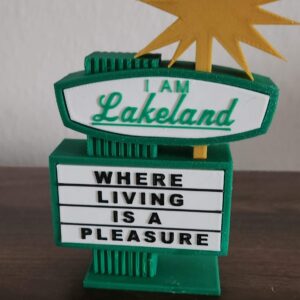 I AM
Lakeland
WHERE
LIVING
IS A
PLEASURE